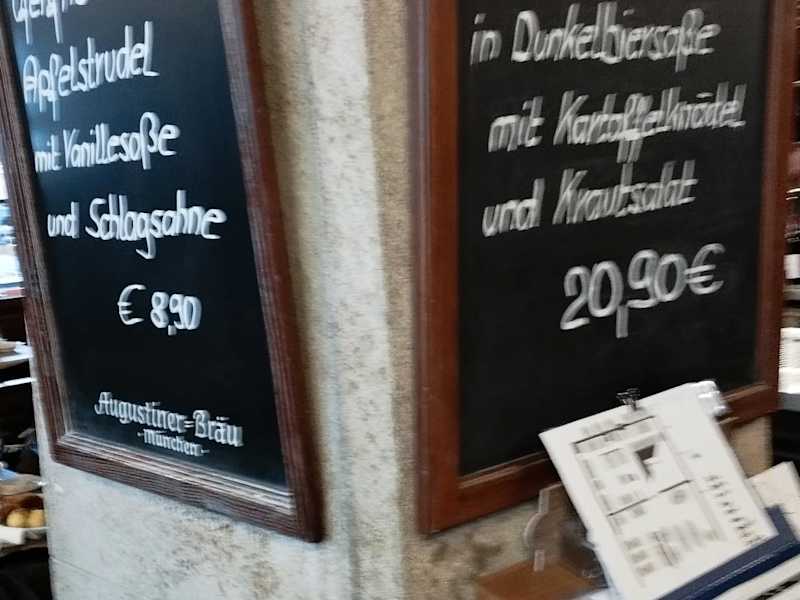 Apfelstrudel
mit Vanillesoße
und Schlagsahne
€ 8,90
Augustiner=Bräu
-München-
in Dunkelbiersoße
mit Kartoffelknödel
und Krautsalat
20,90€